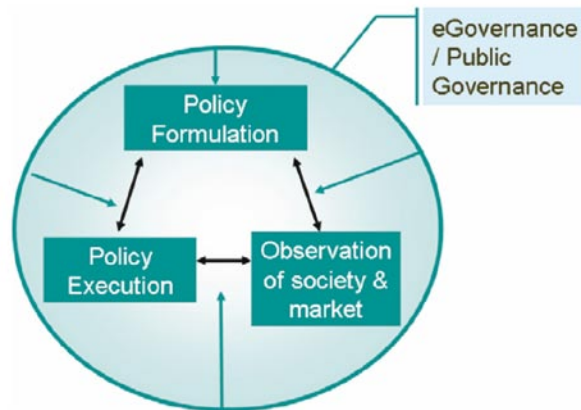 eGovernance
/ Public
Governance
Policy
Formulation
Policy
Execution
Observation
of society &
market